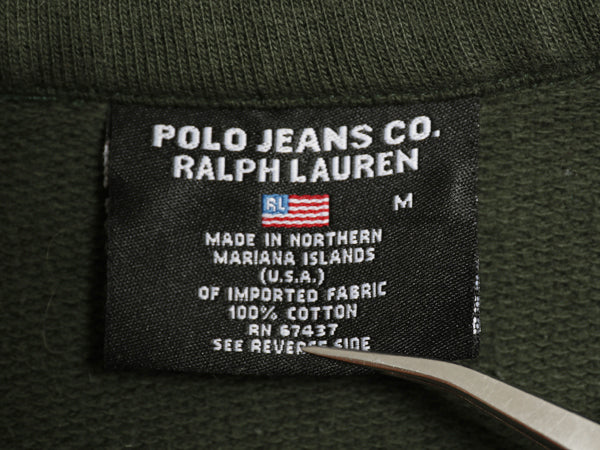 POLO JEANS CO.
RALPH LAUREN
RL M
MADE IN NORTHERN
MARIANA ISLANDS
(U.S.A.)
OF IMPORTED FABRIC
100% COTTON
RN 67437
SEE REVERSE SIDE